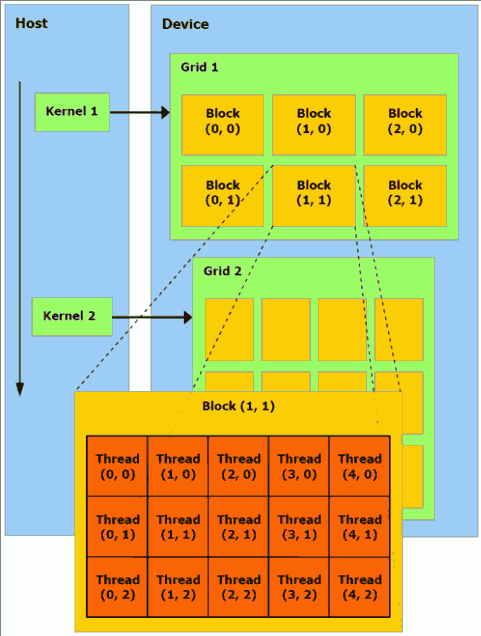 Host
Device
Grid 1
Kernel 1
Block Block Block
(0, 0) (1, 0) (2, 0)
Block Block Block
(0, 1) (1, 1) (2, 1)
Grid 2
Kernel 2
Block (1, 1)
Thread Thread Thread Thread Thread
(0, 0) (1, 0) (2, 0) (3, 0) (4, 0)
Thread Thread Thread Thread Thread
(0, 1) (1, 1) (2, 1) (3, 1) (4, 1)
Thread Thread Thread Thread Thread
(0, 2) (1, 2) (2, 2) (3, 2) (4, 2)